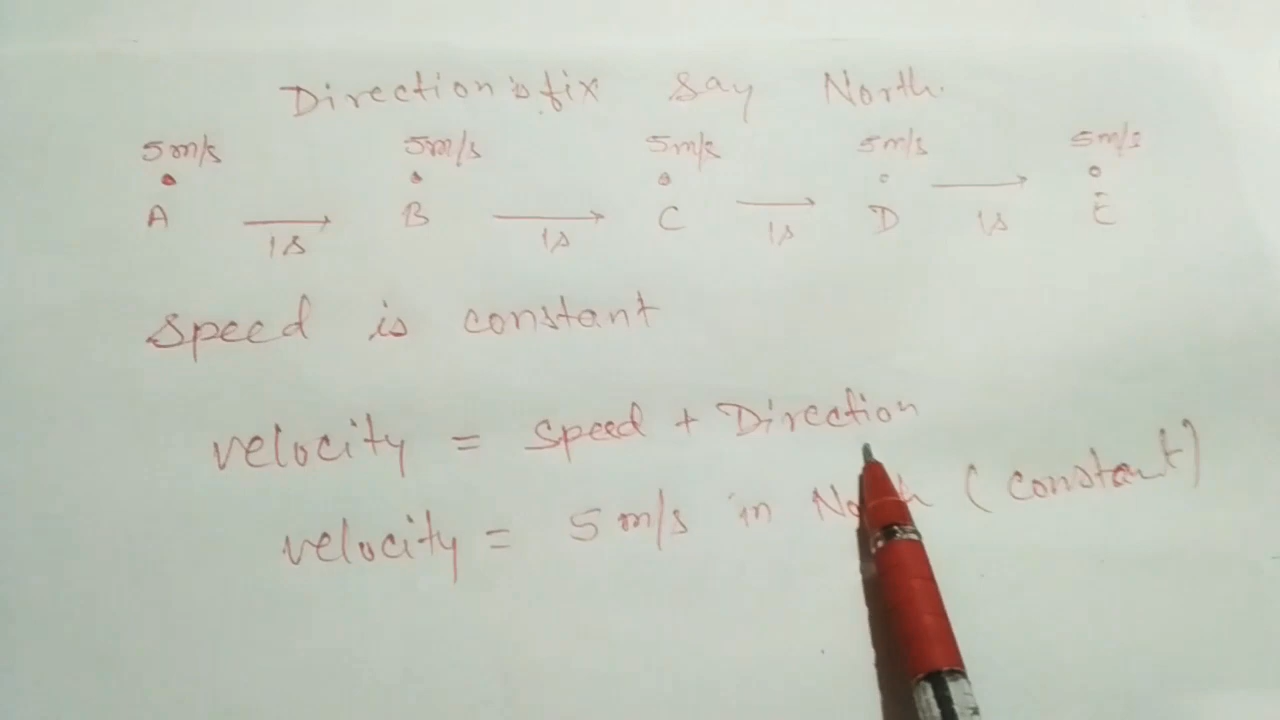 Direction is fix say North.
5m/s 5m/s 5m/s 5m/s 5m/s
A B C D E
1s 1s 1s 1s
Speed is constant
velocity = Speed + Direction
velocity = 5 m/s in North (constant)